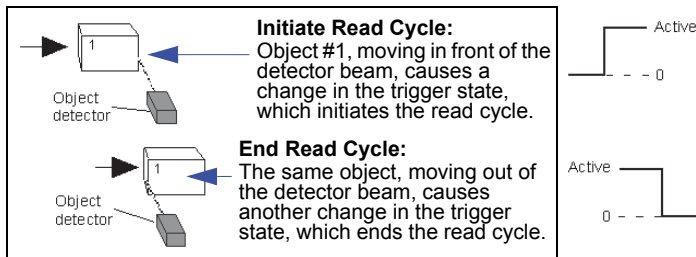 Initiate Read Cycle:
Object #1, moving in front of the
detector beam, causes a
change in the trigger state,
which initiates the read cycle.
1
Object
detector
Active
0
End Read Cycle:
The same object, moving out of
the detector beam, causes
another change in the trigger
state, which ends the read cycle.
1
Object
detector
Active
0